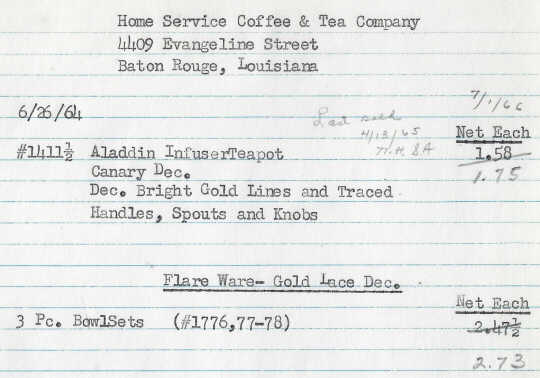 Home Service Coffee & Tea Company
4409 Evangeline Street
Baton Rouge, Louisiana
7/1/66
6/26/64
Last sold
4/13/65
Net Each
#1411½ Aladdin InfuserTeapot 1.58
Canary Dec. 1.75
Dec. Bright Gold Lines and Traced
Handles, Spouts and Knobs
Flare Ware- Gold Lace Dec.
Net Each
3 Pc. BowlSets (#1776,77-78) 2.47½
2.73